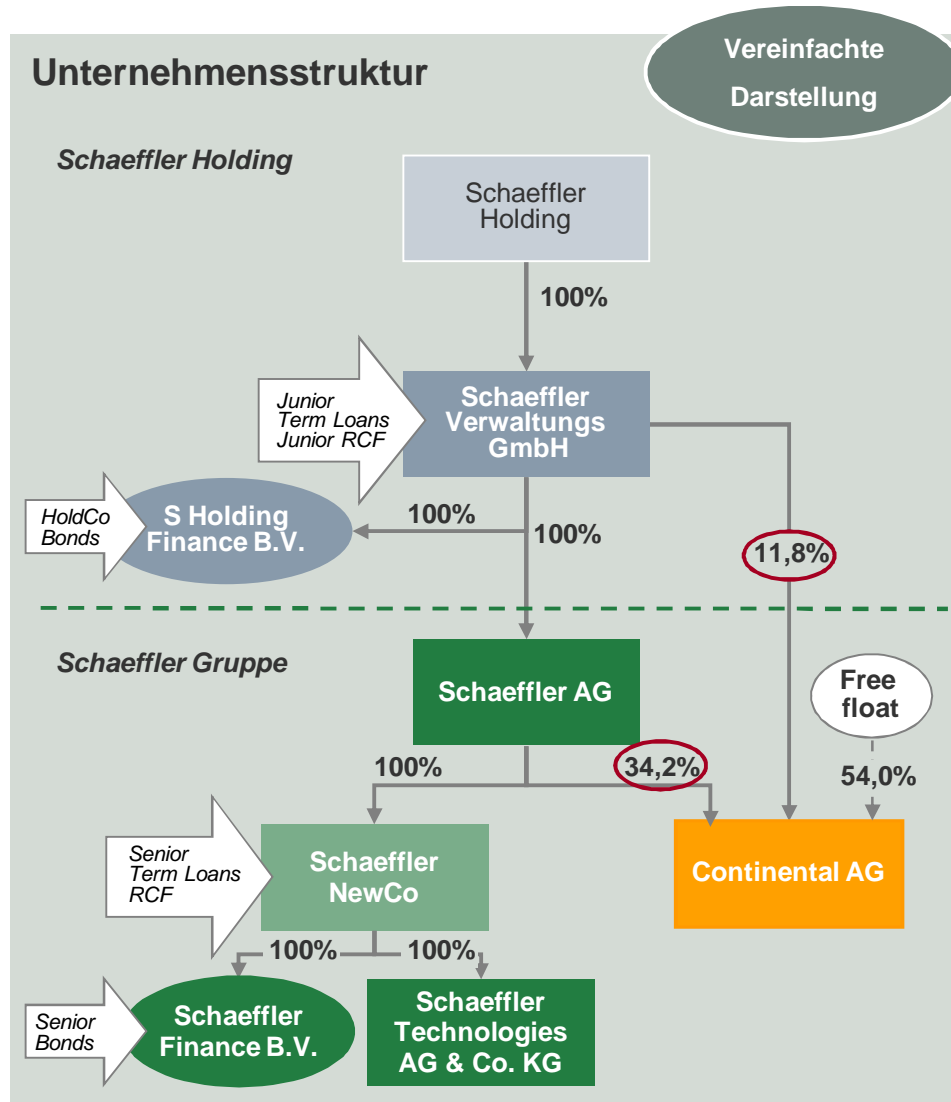 Vereinfachte
Darstellung
Unternehmensstruktur
Schaeffler Holding
Schaeffler
Holding
100%
Junior
Term Loans
Junior RCF
Schaeffler
Verwaltungs
GmbH
HoldCo
Bonds
S Holding
Finance B.V.
100%
100%
11,8%
Schaeffler Gruppe
Schaeffler AG
Free
float
100%
34,2%
54,0%
Senior
Term Loans
RCF
Schaeffler
NewCo
Continental AG
100%
100%
Senior
Bonds
Schaeffler
Finance B.V.
Schaeffler
Technologies
AG & Co. KG